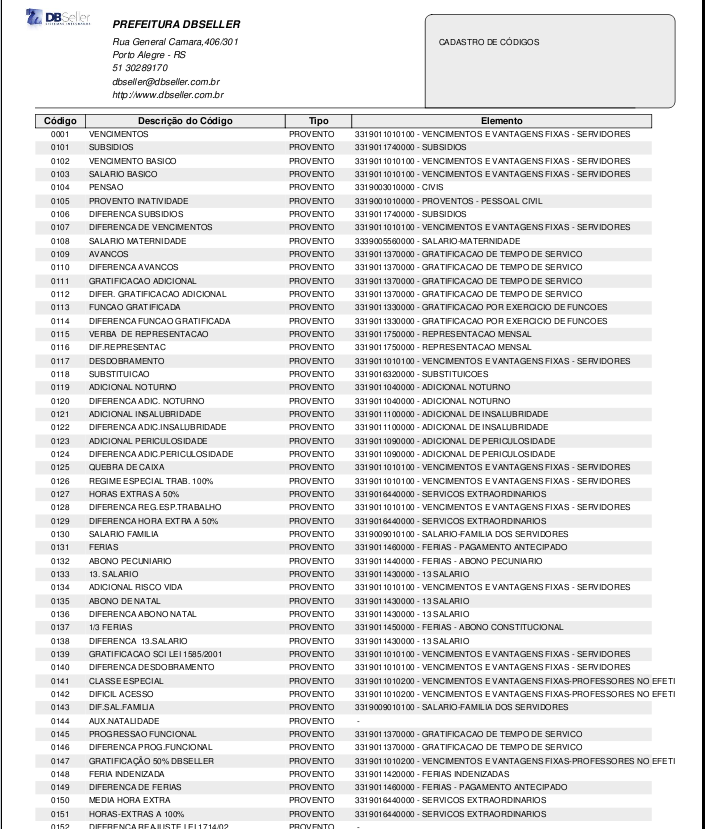 DBSeller
PREFEITURA DBSELLER
Rua General Camara,406/301
Porto Alegre - RS
51 30289170
dbseller@dbseller.com.br
http://www.dbseller.com.br
CADASTRO DE CÓDIGOS
Código Descrição do Código Tipo Elemento
0001 VENCIMENTOS PROVENTO 3319011010100 - VENCIMENTOS E VANTAGENS FIXAS - SERVIDORES
0101 SUBSIDIOS PROVENTO 3319011740000 - SUBSIDIOS
0102 VENCIMENTO BASICO PROVENTO 3319011010100 - VENCIMENTOS E VANTAGENS FIXAS - SERVIDORES
0103 SALARIO BASICO PROVENTO 3319011010100 - VENCIMENTOS E VANTAGENS FIXAS - SERVIDORES
0104 PENSAO PROVENTO 3319003010000 - CIVIS
0105 PROVENTO INATIVIDADE PROVENTO 3319001010000 - PROVENTOS - PESSOAL CIVIL
0106 DIFERENCA SUBSIDIOS PROVENTO 3319011740000 - SUBSIDIOS
0107 DIFERENCA DE VENCIMENTOS PROVENTO 3319011010100 - VENCIMENTOS E VANTAGENS FIXAS - SERVIDORES
0108 SALARIO MATERNIDADE PROVENTO 3339005560000 - SALARIO-MATERNIDADE
0109 AVANCOS PROVENTO 3319011370000 - GRATIFICACAO DE TEMPO DE SERVICO
0110 DIFERENCA AVANCOS PROVENTO 3319011370000 - GRATIFICACAO DE TEMPO DE SERVICO
0111 GRATIFICACAO ADICIONAL PROVENTO 3319011370000 - GRATIFICACAO DE TEMPO DE SERVICO
0112 DIFER. GRATIFICACAO ADICIONAL PROVENTO 3319011370000 - GRATIFICACAO DE TEMPO DE SERVICO
0113 FUNCAO GRATIFICADA PROVENTO 3319011330000 - GRATIFICACAO POR EXERCICIO DE FUNCOES
0114 DIFERENCA FUNCAO GRATIFICADA PROVENTO 3319011330000 - GRATIFICACAO POR EXERCICIO DE FUNCOES
0115 VERBA DE REPRESENTACAO PROVENTO 3319011750000 - REPRESENTACAO MENSAL
0116 DIF.REPRESENTAC PROVENTO 3319011750000 - REPRESENTACAO MENSAL
0117 DESDOBRAMENTO PROVENTO 3319011010100 - VENCIMENTOS E VANTAGENS FIXAS - SERVIDORES
0118 SUBSTITUICAO PROVENTO 3319016320000 - SUBSTITUICOES
0119 ADICIONAL NOTURNO PROVENTO 3319011040000 - ADICIONAL NOTURNO
0120 DIFERENCA ADIC. NOTURNO PROVENTO 3319011040000 - ADICIONAL NOTURNO
0121 ADICIONAL INSALUBRIDADE PROVENTO 3319011100000 - ADICIONAL DE INSALUBRIDADE
0122 DIFERENCA ADIC.INSALUBRIDADE PROVENTO 3319011100000 - ADICIONAL DE INSALUBRIDADE
0123 ADICIONAL PERICULOSIDADE PROVENTO 3319011090000 - ADICIONAL DE PERICULOSIDADE
0124 DIFERENCA ADIC.PERICULOSIDADE PROVENTO 3319011090000 - ADICIONAL DE PERICULOSIDADE
0125 QUEBRA DE CAIXA PROVENTO 3319011010100 - VENCIMENTOS E VANTAGENS FIXAS - SERVIDORES
0126 REGIME ESPECIAL TRAB. 100% PROVENTO 3319011010100 - VENCIMENTOS E VANTAGENS FIXAS - SERVIDORES
0127 HORAS EXTRAS A 50% PROVENTO 3319016440000 - SERVICOS EXTRAORDINARIOS
0128 DIFERENCA REG.ESP.TRABALHO PROVENTO 3319011010100 - VENCIMENTOS E VANTAGENS FIXAS - SERVIDORES
0129 DIFERENCA HORA EXTRA A 50% PROVENTO 3319016440000 - SERVICOS EXTRAORDINARIOS
0130 SALARIO FAMILIA PROVENTO 3319009010100 - SALARIO-FAMILIA DOS SERVIDORES
0131 FERIAS PROVENTO 3319011460000 - FERIAS - PAGAMENTO ANTECIPADO
0132 ABONO PECUNIARIO PROVENTO 3319011440000 - FERIAS - ABONO PECUNIARIO
0133 13. SALARIO PROVENTO 3319011430000 - 13 SALARIO
0134 ADICIONAL RISCO VIDA PROVENTO 3319011010100 - VENCIMENTOS E VANTAGENS FIXAS - SERVIDORES
0135 ABONO DE NATAL PROVENTO 3319011430000 - 13 SALARIO
0136 DIFERENCA ABONO NATAL PROVENTO 3319011430000 - 13 SALARIO
0137 1/3 FERIAS PROVENTO 3319011450000 - FERIAS - ABONO CONSTITUCIONAL
0138 DIFERENCA 13.SALARIO PROVENTO 3319011430000 - 13 SALARIO
0139 GRATIFICACAO SCI LEI 1585/2001 PROVENTO 3319011010100 - VENCIMENTOS E VANTAGENS FIXAS - SERVIDORES
0140 DIFERENCA DESDOBRAMENTO PROVENTO 3319011010100 - VENCIMENTOS E VANTAGENS FIXAS - SERVIDORES
0141 CLASSE ESPECIAL PROVENTO 3319011010200 - VENCIMENTOS E VANTAGENS FIXAS-PROFESSORES NO EFETI
0142 DIFICIL ACESSO PROVENTO 3319011010200 - VENCIMENTOS E VANTAGENS FIXAS-PROFESSORES NO EFETI
0143 DIF.SAL.FAMILIA PROVENTO 3319009010100 - SALARIO-FAMILIA DOS SERVIDORES
0144 AUX.NATALIDADE PROVENTO -
0145 PROGRESSAO FUNCIONAL PROVENTO 3319011370000 - GRATIFICACAO DE TEMPO DE SERVICO
0146 DIFERENCA PROG.FUNCIONAL PROVENTO 3319011370000 - GRATIFICACAO DE TEMPO DE SERVICO
0147 GRATIFICAÇÃO 50% DBSELLER PROVENTO 3319011010200 - VENCIMENTOS E VANTAGENS FIXAS-PROFESSORES NO EFETI
0148 FERIA INDENIZADA PROVENTO 3319011420000 - FERIAS INDENIZADAS
0149 DIFERENCA DE FERIAS PROVENTO 3319011460000 - FERIAS - PAGAMENTO ANTECIPADO
0150 MEDIA HORA EXTRA PROVENTO 3319016440000 - SERVICOS EXTRAORDINARIOS
0151 HORAS-EXTRAS A 100% PROVENTO 3319016440000 - SERVICOS EXTRAORDINARIOS
0152 DIFERENCA REAJUSTE LEI 1714/02 PROVENTO -